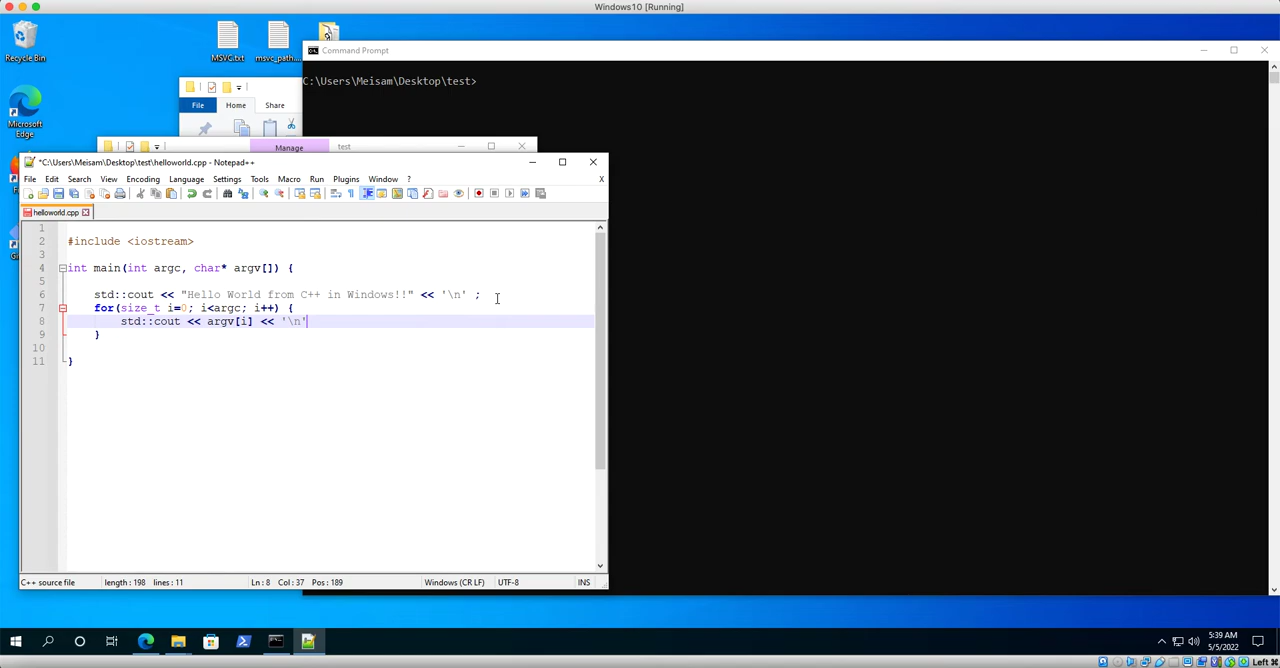 Windows10 [Running]
Recycle Bin
MSVC.txt
msvc_path....
Command Prompt
C:\Users\Meisam\Desktop\test>
Microsoft
Edge
File Home Share
Manage test
*C:\Users\Meisam\Desktop\test\helloworld.cpp - Notepad++
File Edit Search View Encoding Language Settings Tools Macro Run Plugins Window ? X
helloworld.cpp
1
2 #include <iostream>
3
4 int main(int argc, char* argv[]) {
5
6 std::cout << "Hello World from C++ in Windows!!" << '\n' ;
7 for(size_t i=0; i<argc; i++) {
8 std::cout << argv[i] << '\n'
9 }
10
11 }
C++ source file length : 198 lines : 11 Ln : 8 Col : 37 Pos : 189 Windows (CR LF) UTF-8 INS
5:39 AM
5/5/2022
Left ⌘